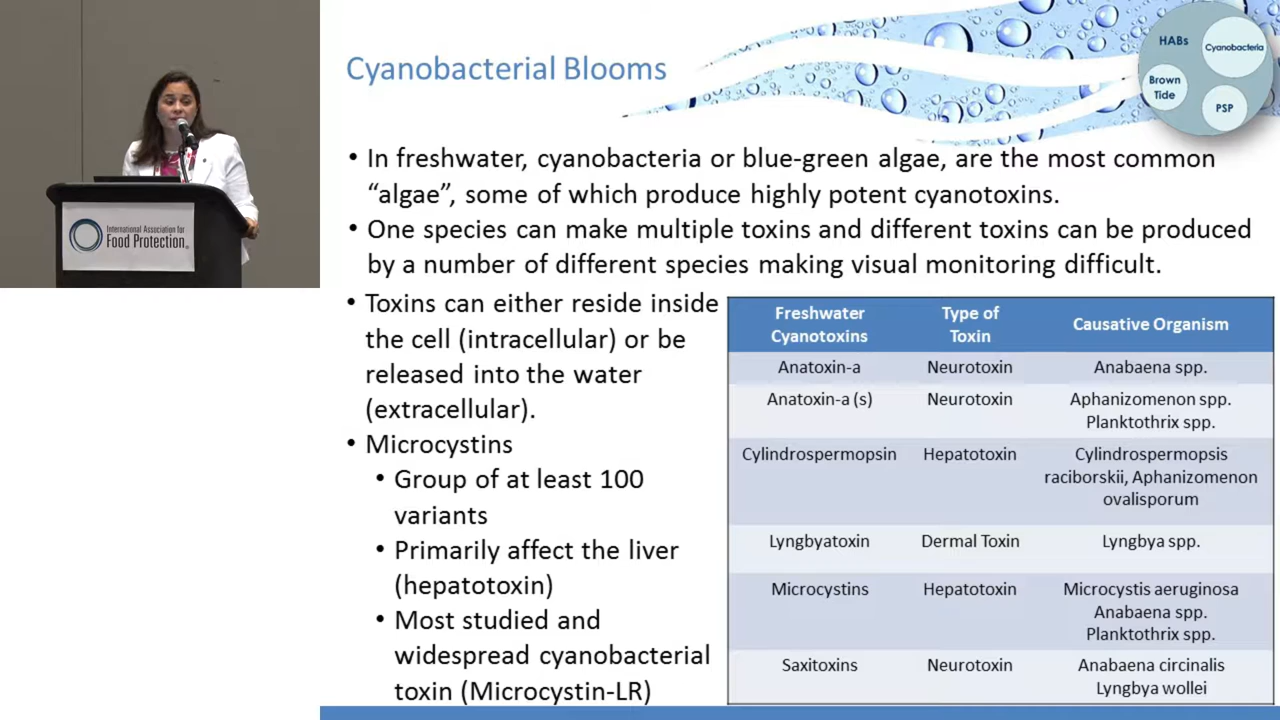 Cyanobacterial Blooms
HABs
Cyanobacteria
Brown
Tide
PSP
• In freshwater, cyanobacteria or blue-green algae, are the most common
“algae”, some of which produce highly potent cyanotoxins.
• One species can make multiple toxins and different toxins can be produced
by a number of different species making visual monitoring difficult.
International Association for
Food Protection®
• Toxins can either reside inside
the cell (intracellular) or be
released into the water
(extracellular).
• Microcystins
• Group of at least 100
variants
• Primarily affect the liver
(hepatotoxin)
• Most studied and
widespread cyanobacterial
toxin (Microcystin-LR)
Freshwater
Cyanotoxins
Type of
Toxin
Causative Organism
Anatoxin-a
Neurotoxin
Anabaena spp.
Anatoxin-a (s)
Neurotoxin
Aphanizomenon spp.
Planktothrix spp.
Cylindrospermopsin
Hepatotoxin
Cylindrospermopsis
raciborskii, Aphanizomenon
ovalisporum
Lyngbyatoxin
Dermal Toxin
Lyngbya spp.
Microcystins
Hepatotoxin
Microcystis aeruginosa
Anabaena spp.
Planktothrix spp.
Saxitoxins
Neurotoxin
Anabaena circinalis
Lyngbya wollei